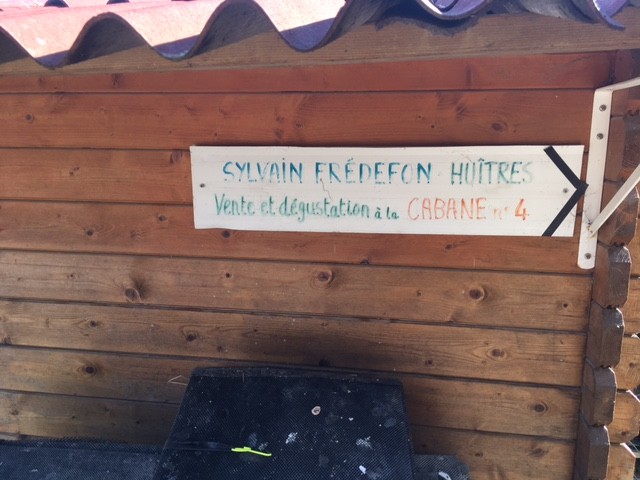 SYLVAIN FRÉDEFON HUÎTRES
Vente et dégustation à la CABANE n° 4